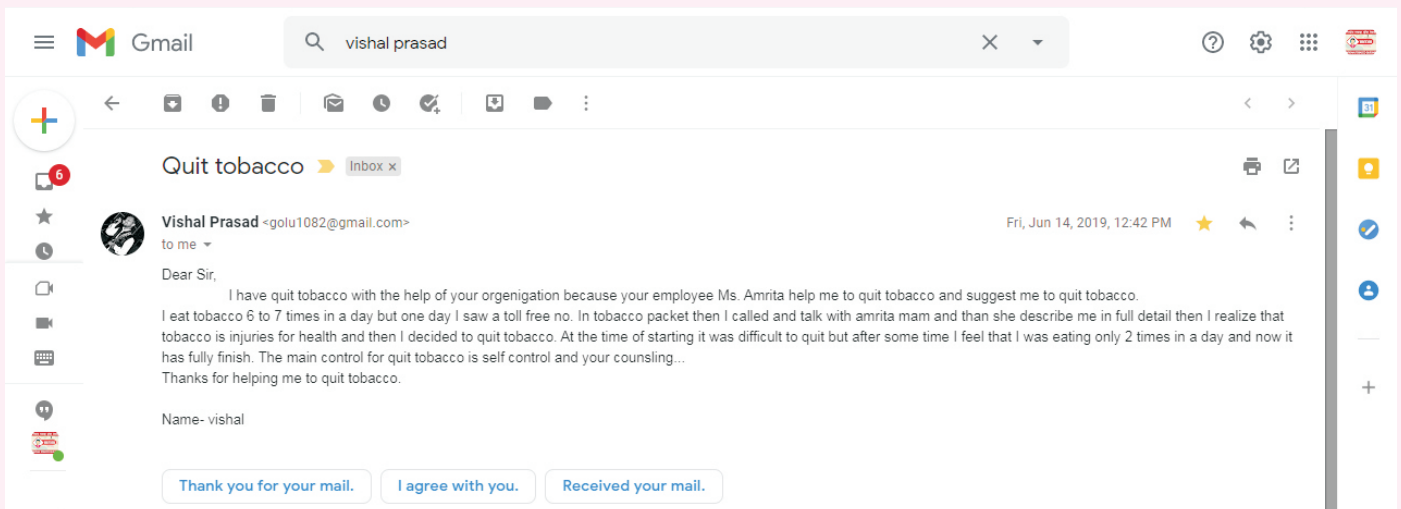 Gmail
vishal prasad
31
Quit tobacco
Inbox x
6
Vishal Prasad <golu1082@gmail.com>
Fri, Jun 14, 2019, 12:42 PM
to me
Dear Sir,
I have quit tobacco with the help of your orgenigation because your employee Ms. Amrita help me to quit tobacco and suggest me to quit tobacco.
I eat tobacco 6 to 7 times in a day but one day I saw a toll free no. In tobacco packet then I called and talk with amrita mam and than she describe me in full detail then I realize that
tobacco is injuries for health and then I decided to quit tobacco. At the time of starting it was difficult to quit but after some time I feel that I was eating only 2 times in a day and now it
has fully finish. The main control for quit tobacco is self control and your counsling...
Thanks for helping me to quit tobacco.
Name- vishal
Thank you for your mail.
I agree with you.
Received your mail.